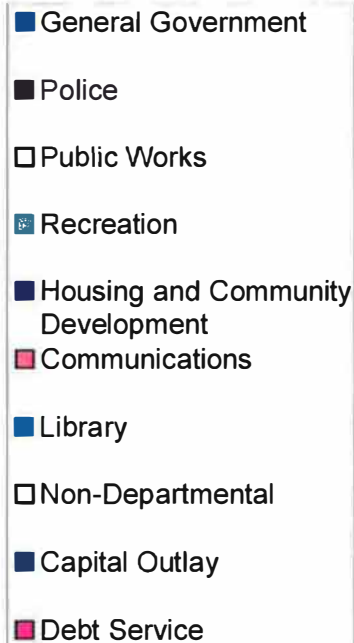 General Government
Police
Public Works
Recreation
Housing and Community
Development
Communications
Library
Non-Departmental
Capital Outlay
Debt Service